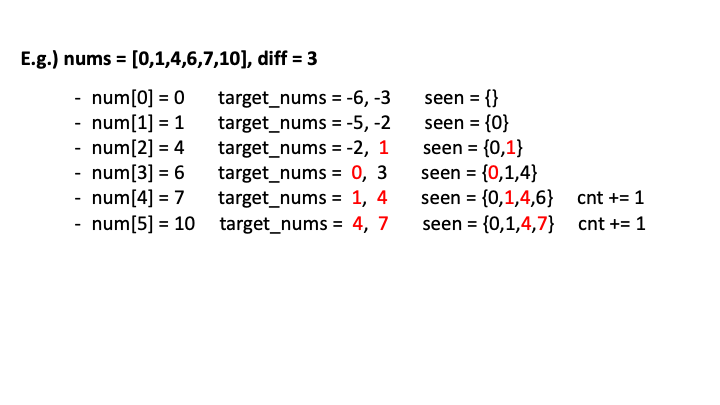 E.g.) nums = [0,1,4,6,7,10], diff = 3
- num[0] = 0 target_nums = -6, -3 seen = {}
- num[1] = 1 target_nums = -5, -2 seen = {0}
- num[2] = 4 target_nums = -2, 1 seen = {0,1}
- num[3] = 6 target_nums = 0, 3 seen = {0,1,4}
- num[4] = 7 target_nums = 1, 4 seen = {0,1,4,6} cnt += 1
- num[5] = 10 target_nums = 4, 7 seen = {0,1,4,7} cnt += 1